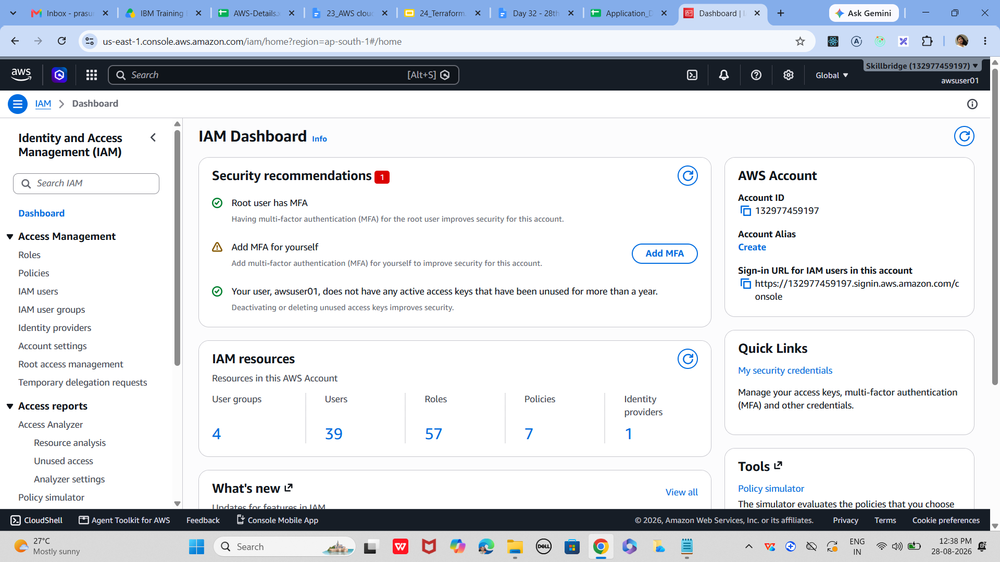 Inbox - prasu
IBM Training
AWS-Details.x
23_AWS clou
24_Terraform.
Day 32 - 28th
Application_D
Dashboard | I
Ask Gemini
us-east-1.console.aws.amazon.com/iam/home?region=ap-south-1#/home
aws
Search
[Alt+S]
Global
Skillbridge (132977459197)
awsuser01
IAM
Dashboard
Identity and Access
Management (IAM)
Search IAM
Dashboard
Access Management
Roles
Policies
IAM users
IAM user groups
Identity providers
Account settings
Root access management
Temporary delegation requests
Access reports
Access Analyzer
Resource analysis
Unused access
Analyzer settings
Policy simulator
IAM Dashboard Info
Security recommendations 1
Root user has MFA
Having multi-factor authentication (MFA) for the root user improves security for this account.
Add MFA for yourself
Add multi-factor authentication (MFA) for yourself to improve security for this account.
Add MFA
Your user, awsuser01, does not have any active access keys that have been unused for more than a year.
Deactivating or deleting unused access keys improves security.
IAM resources
Resources in this AWS Account
User groups
Users
Roles
Policies
Identity
providers
4
39
57
7
1
What's new
View all
Updates for features in IAM
AWS Account
Account ID
132977459197
Account Alias
Create
Sign-in URL for IAM users in this account
https://132977459197.signin.aws.amazon.com/c
onsole
Quick Links
My security credentials
Manage your access keys, multi-factor authentication
(MFA) and other credentials.
Tools
Policy simulator
The simulator evaluates the policies that you choose
CloudShell
Agent Toolkit for AWS
Feedback
Console Mobile App
© 2026, Amazon Web Services, Inc. or its affiliates.
Privacy
Terms
Cookie preferences
27°C
Mostly sunny
Search
DELL
ENG
IN
12:38 PM
28-08-2026